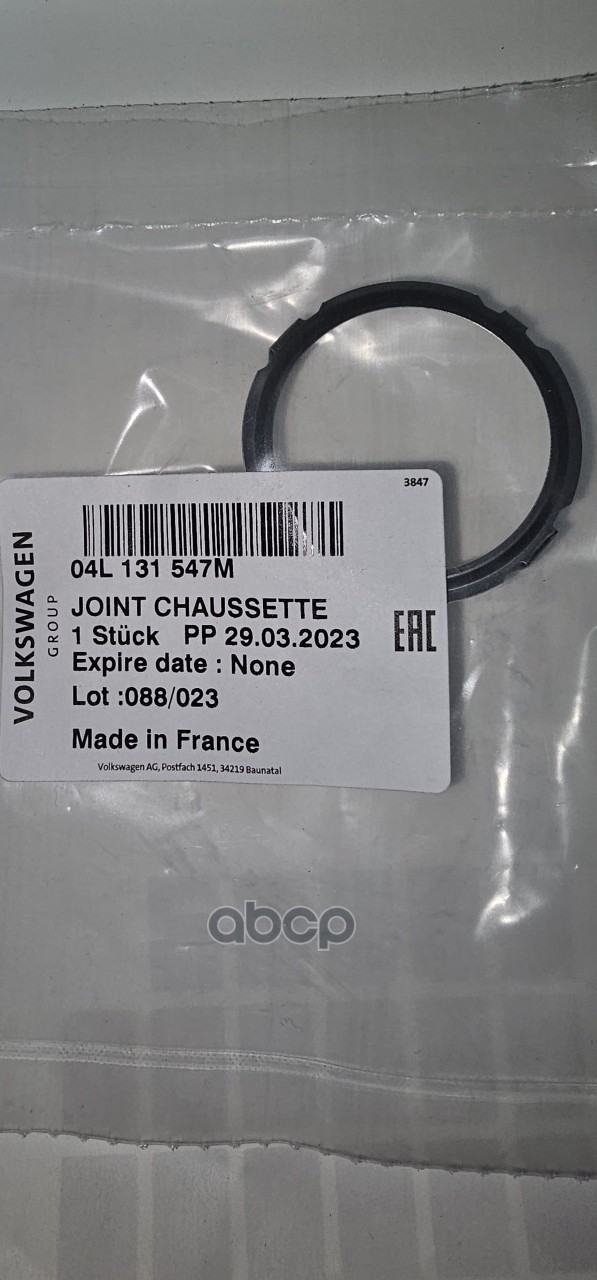 3847
04L 131 547M
JOINT CHAUSSETTE
1 Stück PP 29.03.2023
Expire date : None
Lot :088/023
Made in France
Volkswagen AG, Postfach 1451, 34219 Baunatal
VOLKSWAGEN
GROUP
EAC
abcp